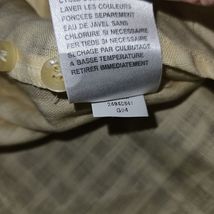 LAVER LES COULEURS
FONCEES SEPAREMENT
EAU DE JAVEL SANS
CHLORURE SI NECESSAIRE
FER TIEDE SI NECESSAIRE
SECHAGE PAR CULBUTAGE
A BASSE TEMPERATURE
RETIRER IMMEDIATEMENT
G04